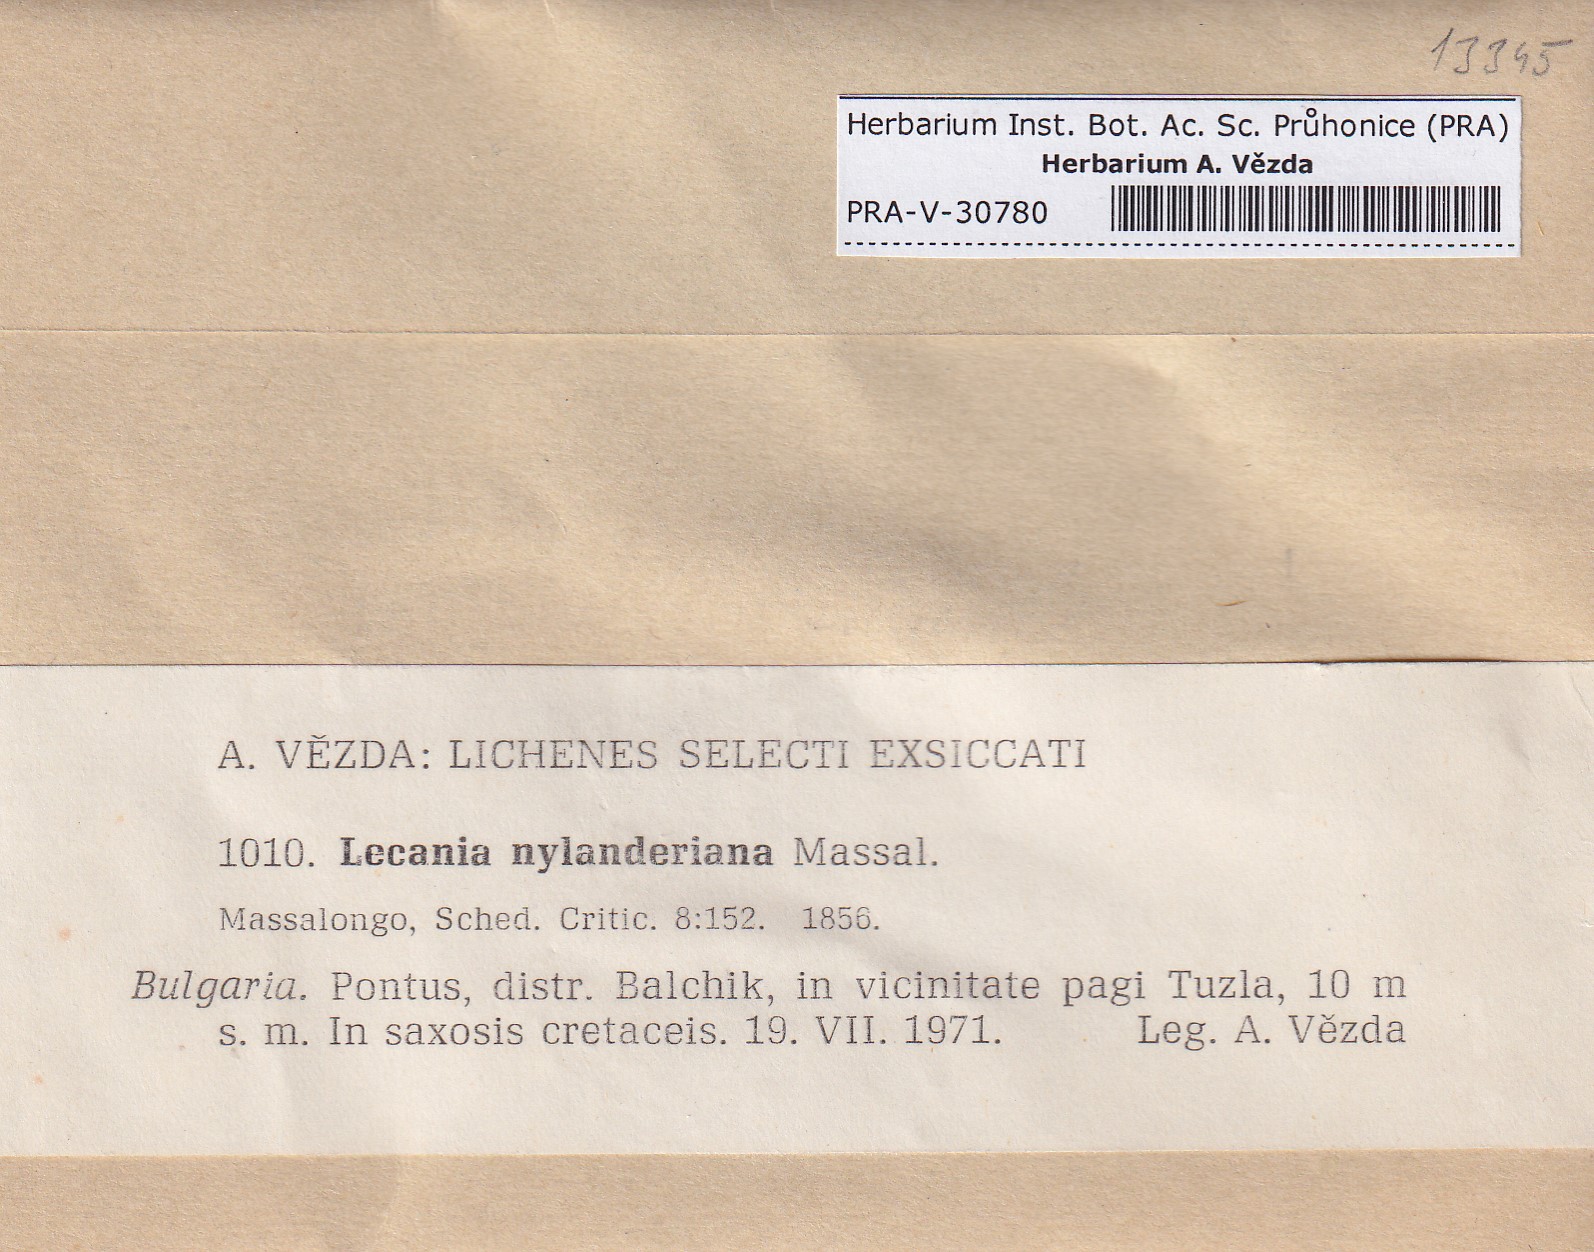 13345
Herbarium Inst. Bot. Ac. Sc. Průhonice (PRA)
Herbarium A. Vězda
PRA-V-30780
A. VĚZDA: LICHENES SELECTI EXSICCATI
1010. Lecania nylanderiana Massal.
Massalongo, Sched. Critic. 8:152. 1856.
Bulgaria. Pontus, distr. Balchik, in vicinitate pagi Tuzla, 10 m
s. m. In saxosis cretaceis. 19. VII. 1971. Leg. A. Vězda